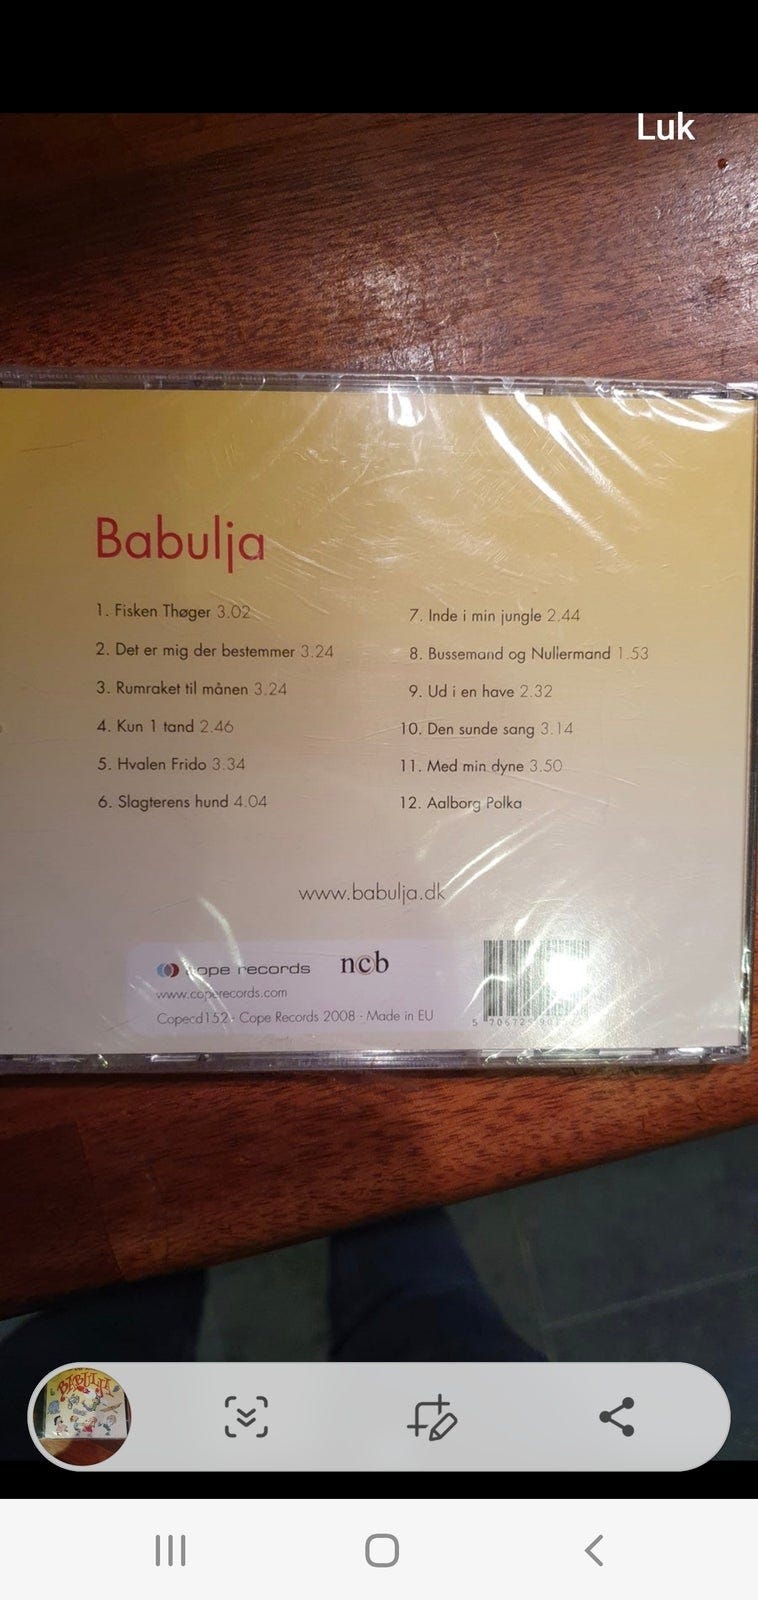 Luk
Babulja
1. Fisken Thøger 3.02
2. Det er mig der bestemmer 3.24
3. Rumraket til månen 3.24
4. Kun 1 tand 2.46
5. Hvalen Frido 3.34
6. Slagterens hund 4.04
7. Inde i min jungle 2.44
8. Bussemand og Nullermand 1.53
9. Ud i en have 2.32
10. Den sunde sang 3.14
11. Med min dyne 3.50
12. Aalborg Polka
www.babulja.dk
cope records ncb
www.coperecords.com
Copecd152 · Cope Records 2008 · Made in EU
BABULJA